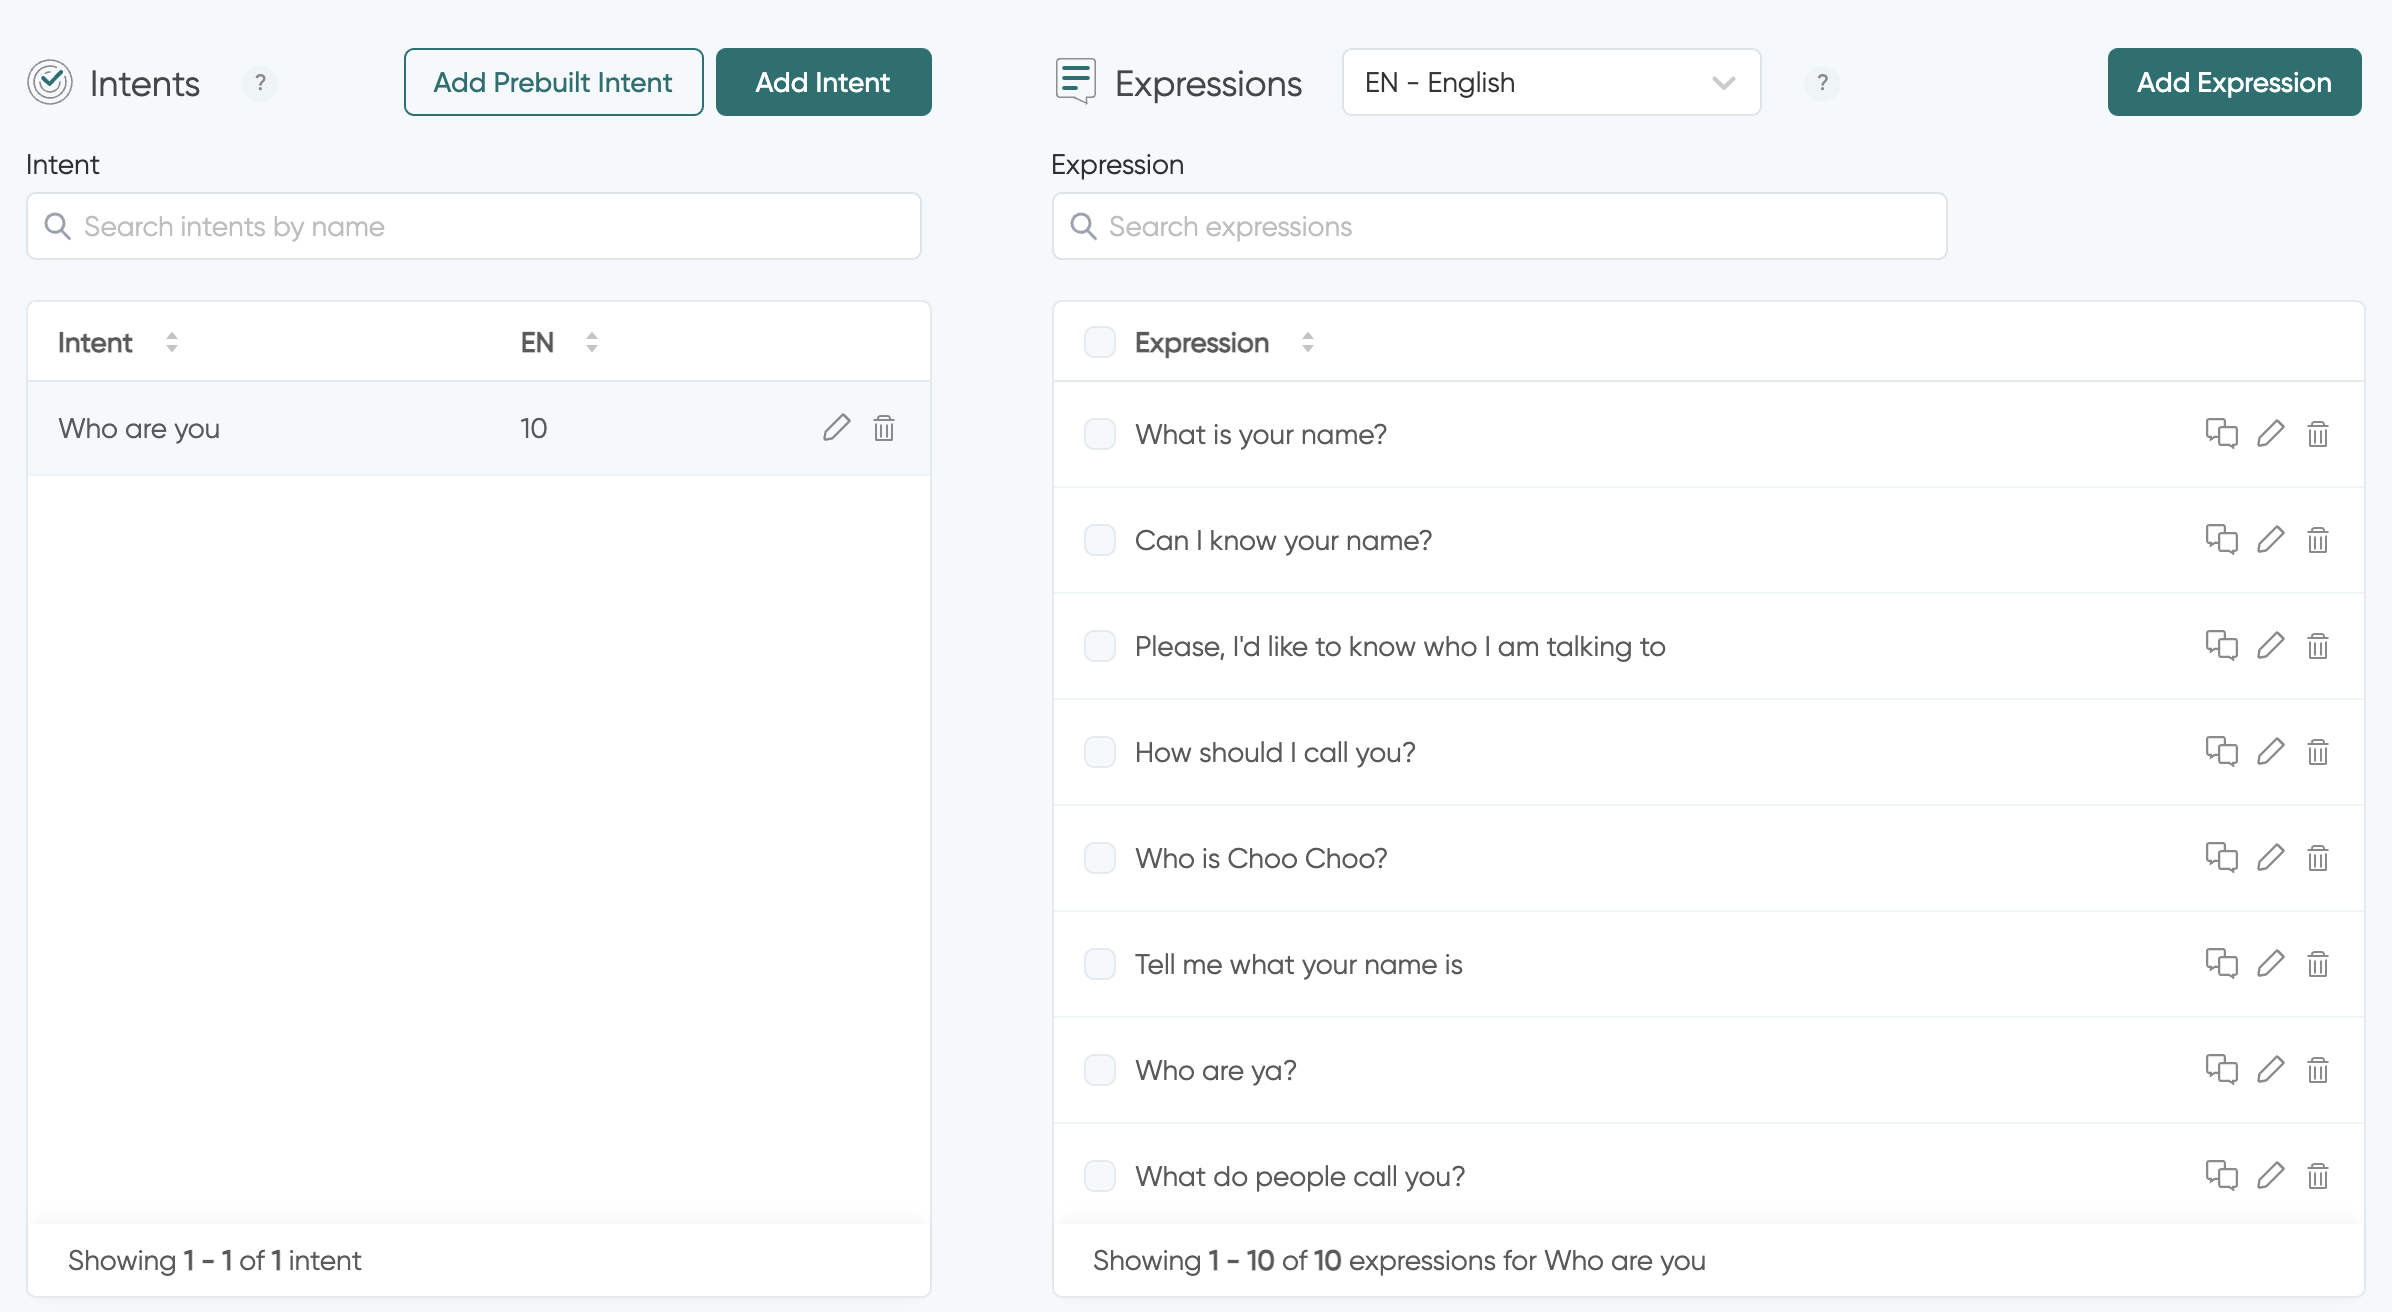 Intents
?
Add Prebuilt Intent
Add Intent
Intent
Search intents by name
Intent
EN
Who are you
10
Showing 1 - 1 of 1 intent
Expressions
EN - English
?
Add Expression
Expression
Search expressions
Expression
What is your name?
Can I know your name?
Please, I'd like to know who I am talking to
How should I call you?
Who is Choo Choo?
Tell me what your name is
Who are ya?
What do people call you?
Showing 1 - 10 of 10 expressions for Who are you